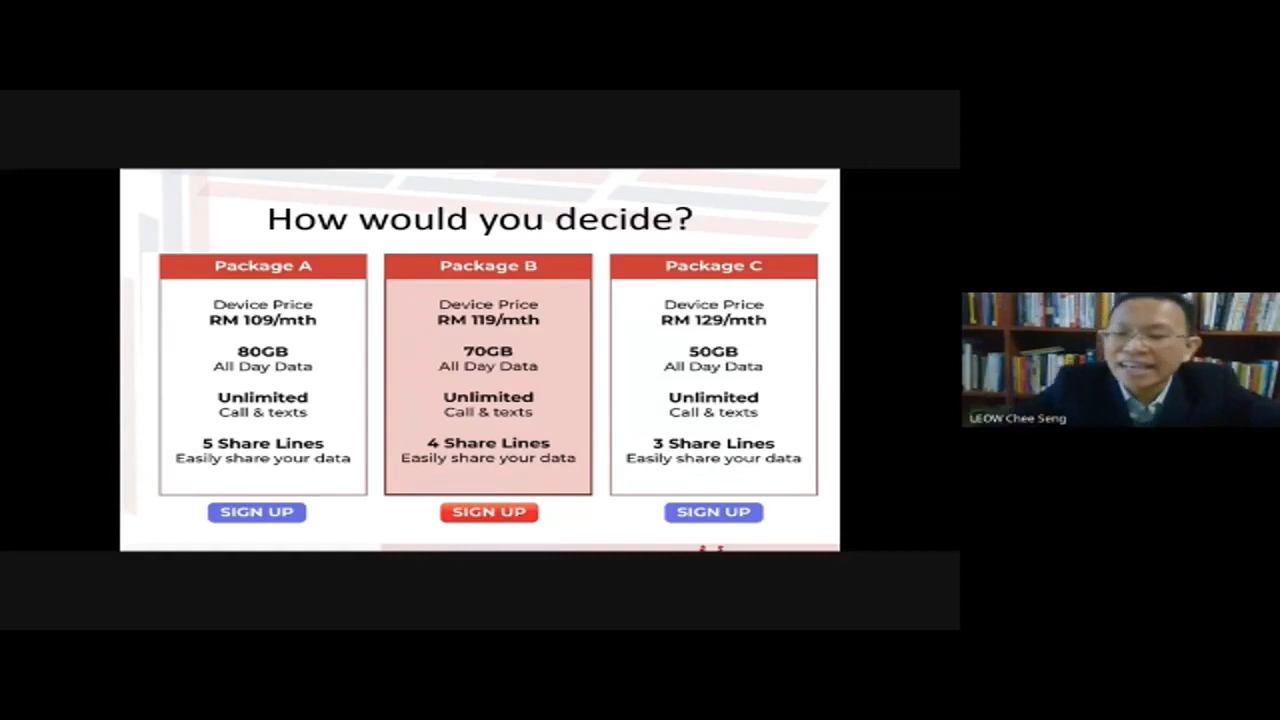 How would you decide?
Package A
Device Price
RM 109/mth
80GB
All Day Data
Unlimited
Call & texts
5 Share Lines
Easily share your data
SIGN UP
Package B
Device Price
RM 119/mth
70GB
All Day Data
Unlimited
Call & texts
4 Share Lines
Easily share your data
SIGN UP
Package C
Device Price
RM 129/mth
50GB
All Day Data
Unlimited
Call & texts
3 Share Lines
Easily share your data
SIGN UP
LEOW Chee Seng